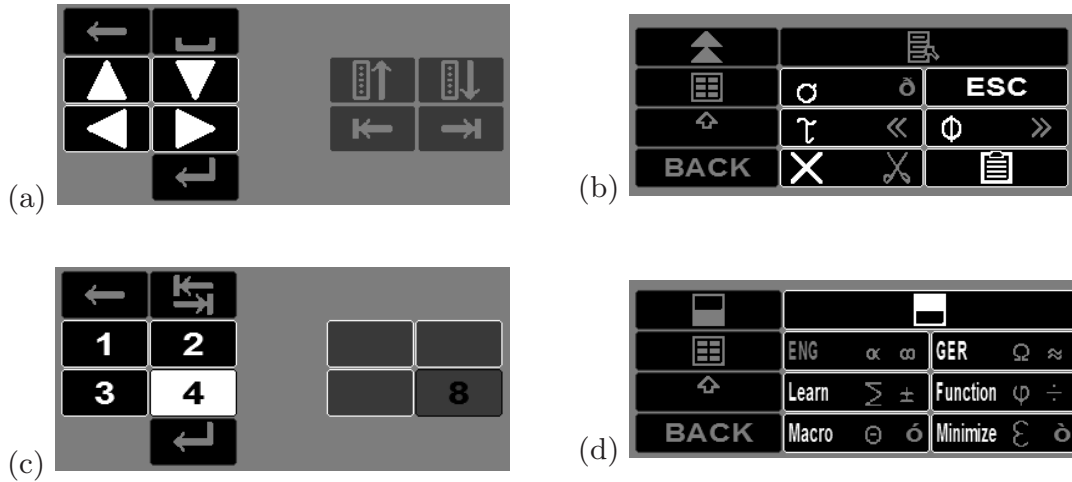 (a)
(b)
ð ESC
τ « Φ »
BACK
(c)
1 2
3 4 8
(d)
ENG α ∞ GER Ω ≈
Learn Σ ± Function φ ÷
BACK Macro Θ ó Minimize ε ò